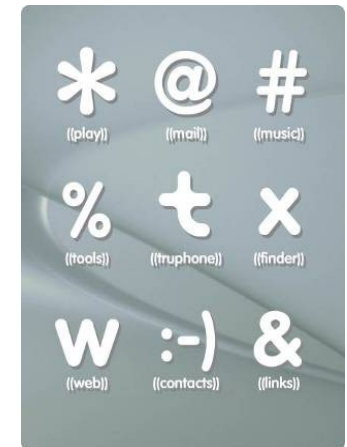 * @ #
((play)) ((mail)) ((music))
% t x
((tools)) ((truphone)) ((finder))
w :-) &
((web)) ((contacts)) ((links))